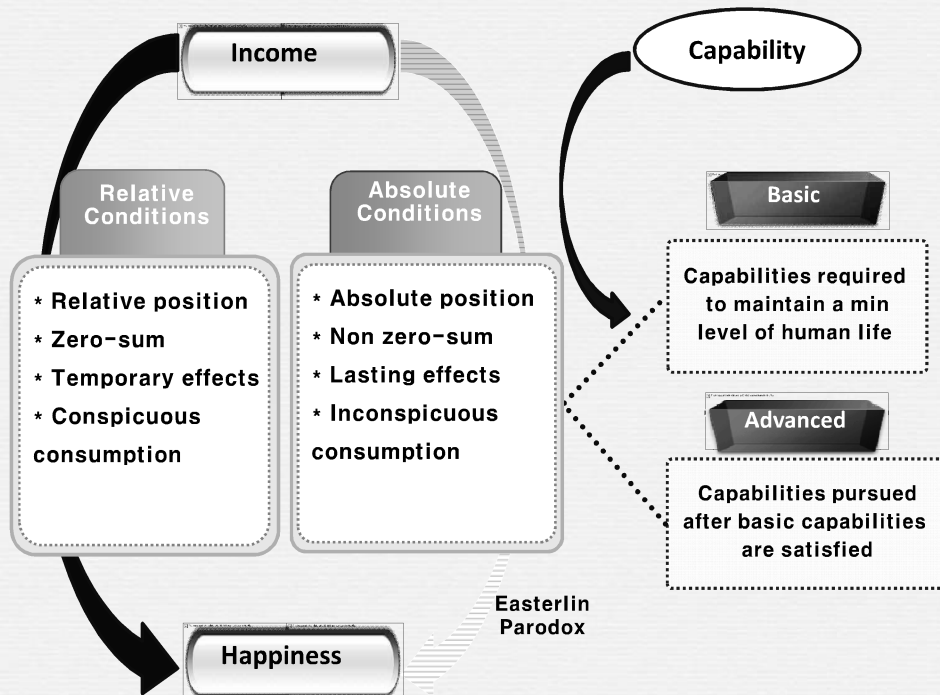 Income
Capability
Relative
Conditions
* Relative position
* Zero-sum
* Temporary effects
* Conspicuous
consumption
Absolute
Conditions
* Absolute position
* Non zero-sum
* Lasting effects
* Inconspicuous
consumption
Basic
Capabilities required
to maintain a min
level of human life
Advanced
Capabilities pursued
after basic capabilities
are satisfied
Easterlin
Parodox
Happiness